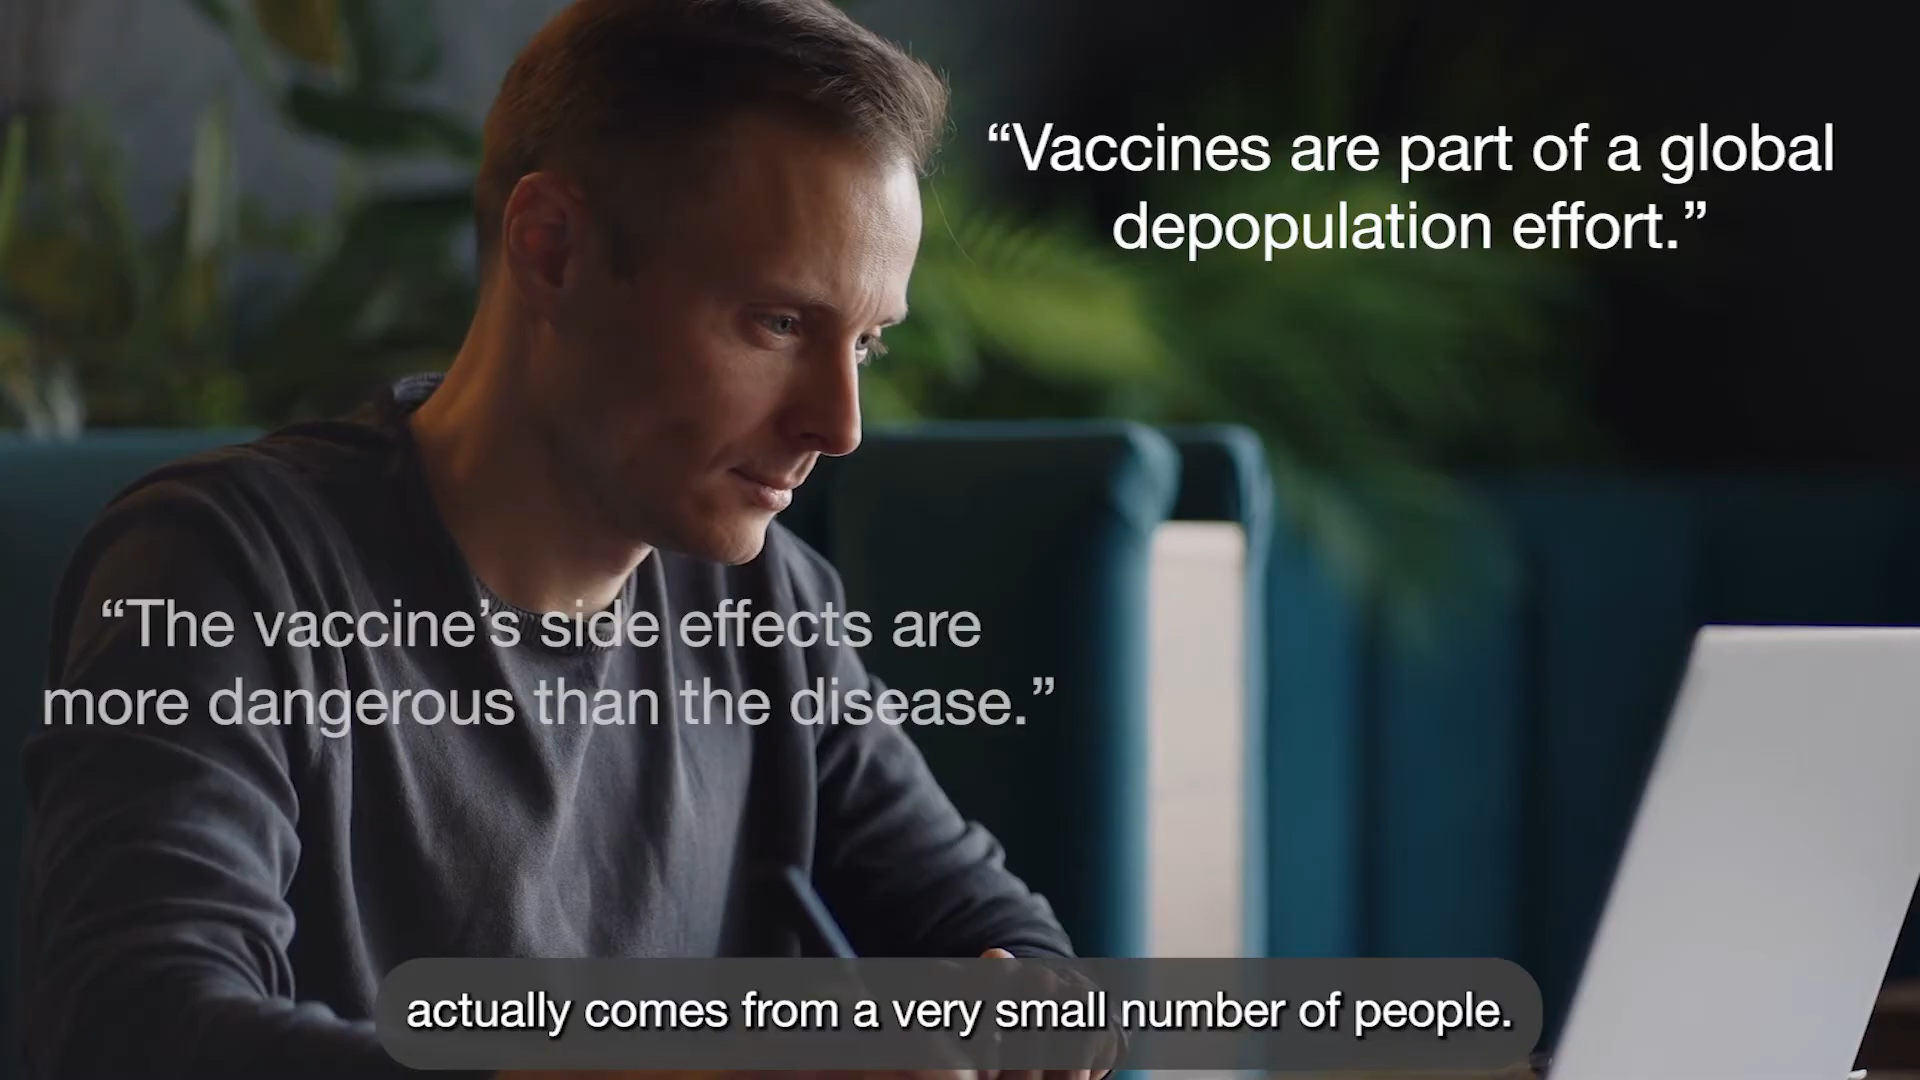 “Vaccines are part of a global
depopulation effort.”
“The vaccine’s side effects are
more dangerous than the disease.”
actually comes from a very small number of people.